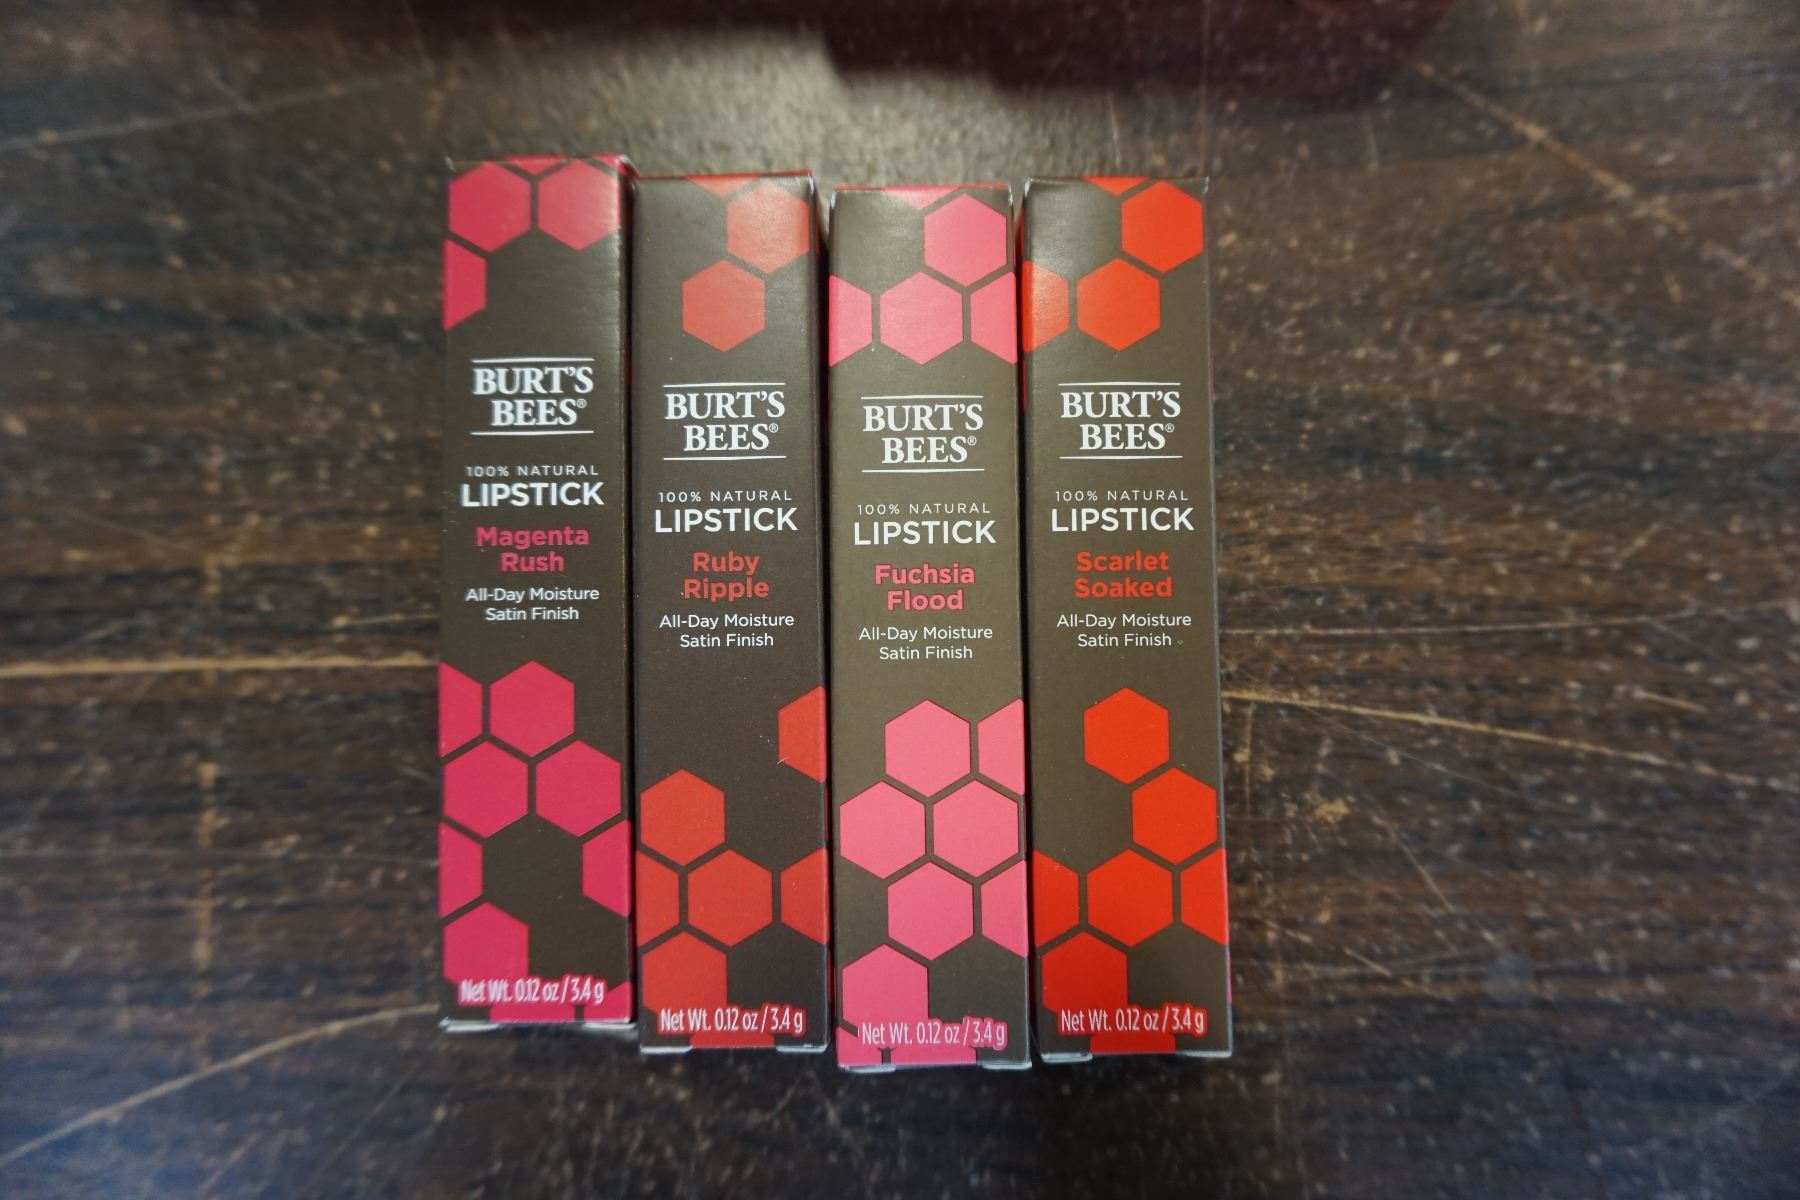 BURT'S
BEES®
100% NATURAL
LIPSTICK
Magenta
Rush
All-Day Moisture
Satin Finish
Net Wt. 0.12 oz / 3.4 g
BURT'S
BEES®
100% NATURAL
LIPSTICK
Ruby
Ripple
All-Day Moisture
Satin Finish
Net Wt. 0.12 oz / 3.4 g
BURT'S
BEES®
100% NATURAL
LIPSTICK
Fuchsia
Flood
All-Day Moisture
Satin Finish
Net Wt. 0.12 oz / 3.4 g
BURT'S
BEES®
100% NATURAL
LIPSTICK
Scarlet
Soaked
All-Day Moisture
Satin Finish
Net Wt. 0.12 oz / 3.4 g